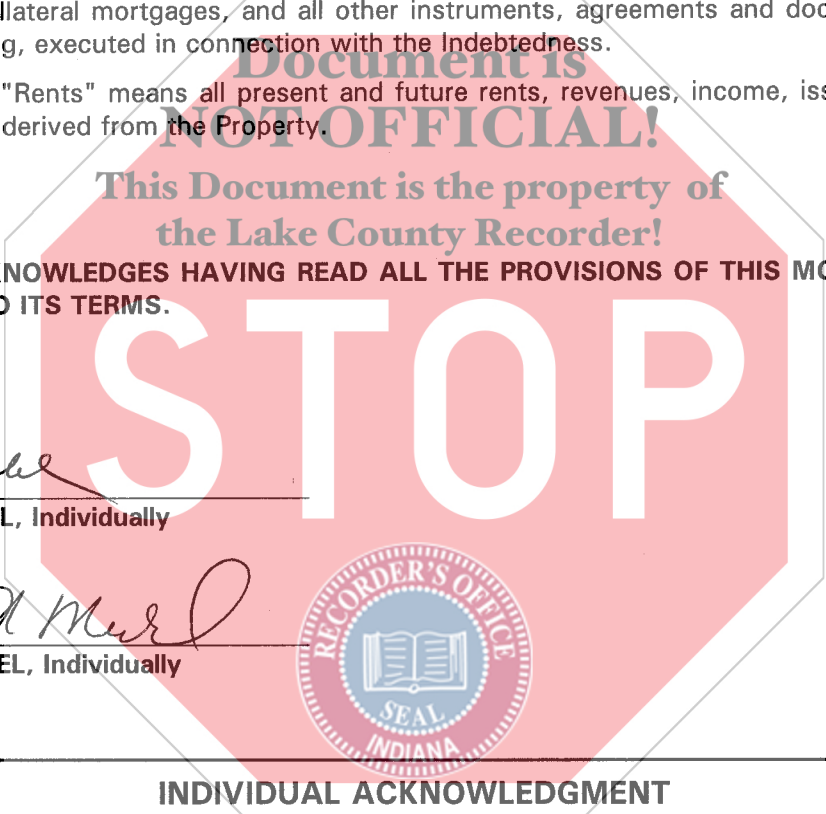 llateral mortgages, and all other instruments, agreements and doc
g, executed in connection with the Indebtedness.
Document is
"Rents" means all present and future rents, revenues, income, iss
derived from the Property.
NOT OFFICIAL!
This Document is the property of
the Lake County Recorder!
NOWLEDGES HAVING READ ALL THE PROVISIONS OF THIS MO
O ITS TERMS.
STOP
L, Individually
EL, Individually
RECORDER'S OFFICE
SEAL
INDIANA
INDIVIDUAL ACKNOWLEDGMENT